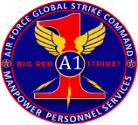 AIR FORCE GLOBAL STRIKE COMMAND
BIG RED STRIKE!
A1
MANPOWER PERSONNEL SERVICES